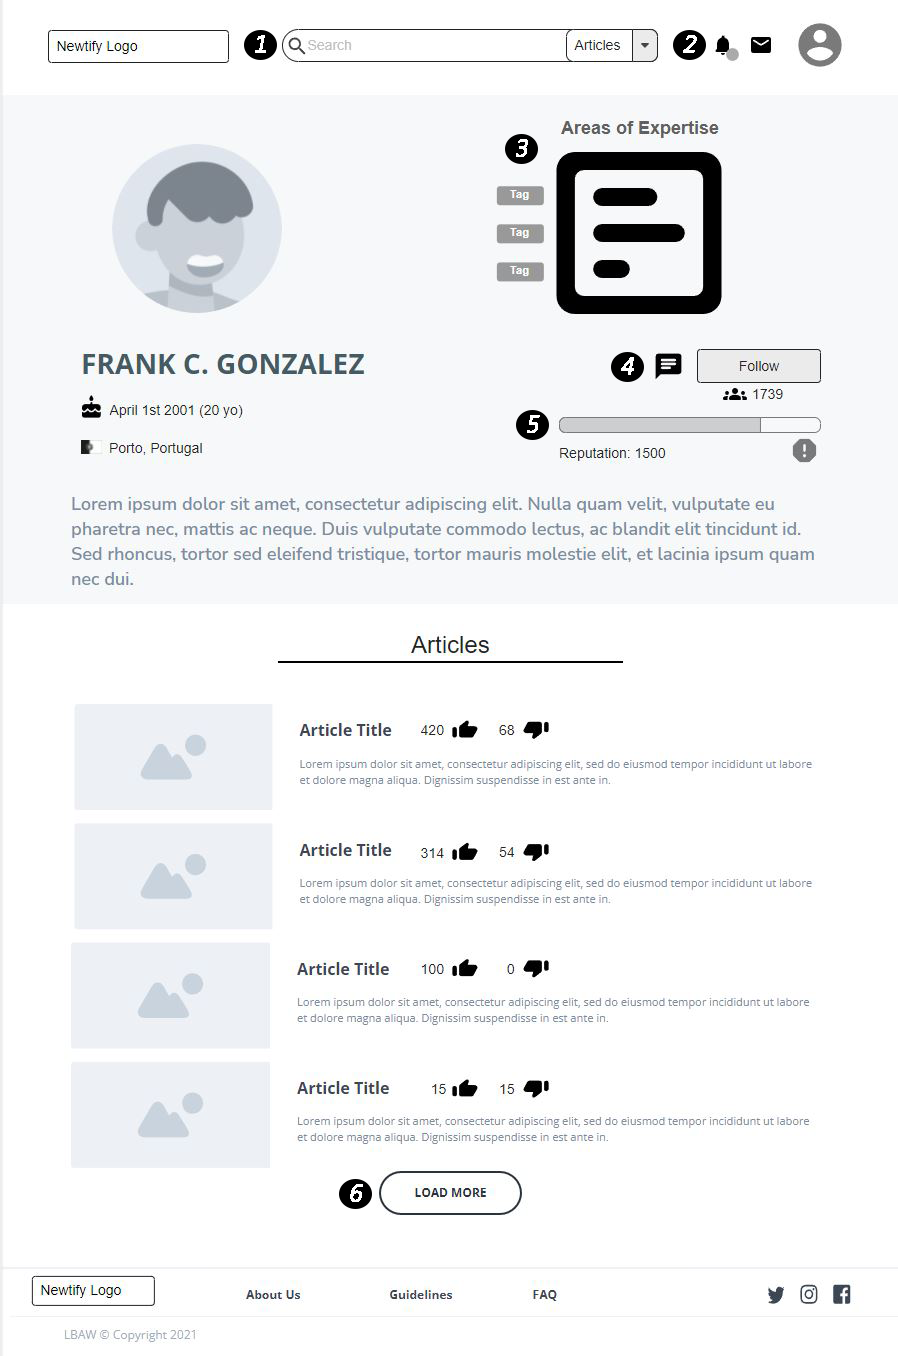 Newtify Logo
1
Search
Articles
2
Areas of Expertise
3
Tag
Tag
Tag
FRANK C. GONZALEZ
4
Follow
1739
April 1st 2001 (20 yo)
5
Porto, Portugal
Reputation: 1500
Lorem ipsum dolor sit amet, consectetur adipiscing elit. Nulla quam velit, vulputate eu
pharetra nec, mattis ac neque. Duis vulputate commodo lectus, ac blandit elit tincidunt id.
Sed rhoncus, tortor sed eleifend tristique, tortor mauris molestie elit, et lacinia ipsum quam
nec dui.
Articles
Article Title 420 68
Lorem ipsum dolor sit amet, consectetur adipiscing elit, sed do eiusmod tempor incididunt ut labore
et dolore magna aliqua. Dignissim suspendisse in est ante in.
Article Title 314 54
Lorem ipsum dolor sit amet, consectetur adipiscing elit, sed do eiusmod tempor incididunt ut labore
et dolore magna aliqua. Dignissim suspendisse in est ante in.
Article Title 100 0
Lorem ipsum dolor sit amet, consectetur adipiscing elit, sed do eiusmod tempor incididunt ut labore
et dolore magna aliqua. Dignissim suspendisse in est ante in.
Article Title 15 15
Lorem ipsum dolor sit amet, consectetur adipiscing elit, sed do eiusmod tempor incididunt ut labore
et dolore magna aliqua. Dignissim suspendisse in est ante in.
6
LOAD MORE
Newtify Logo
About Us
Guidelines
FAQ
LBAW © Copyright 2021